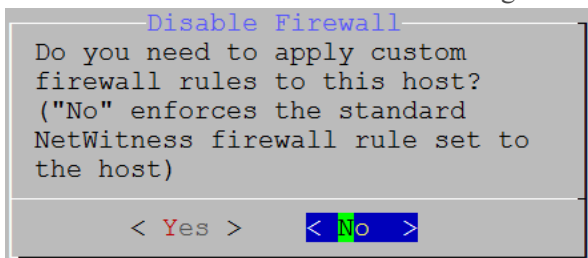 Disable Firewall
Do you need to apply custom
firewall rules to this host?
("No" enforces the standard
NetWitness firewall rule set to
the host)
< Yes > < No >